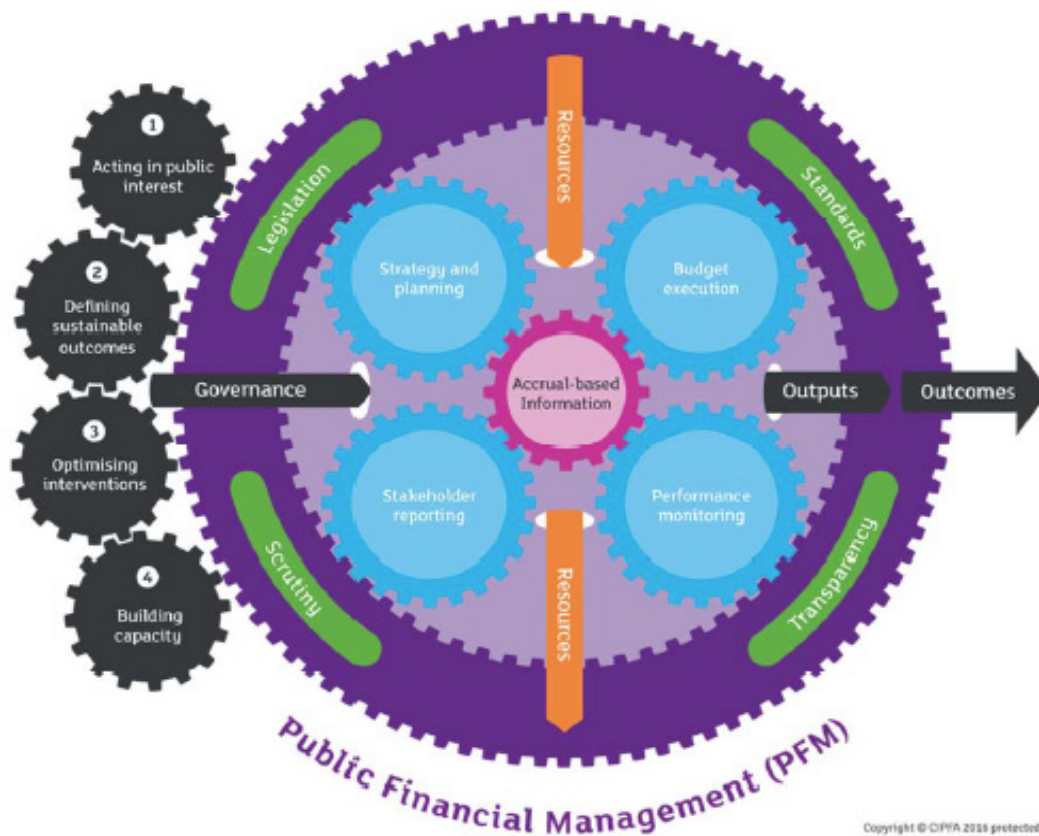 1
Acting in public
interest
2
Defining
sustainable
outcomes
3
Optimising
interventions
4
Building
capacity
Legislation
Resources
Standards
Strategy and
planning
Budget
execution
Governance
Accrual-based
Information
Outputs
Outcomes
Stakeholder
reporting
Performance
monitoring
Scrutiny
Resources
Transparency
Public Financial Management (PFM)
Copyright © CIPFA 2016 protected